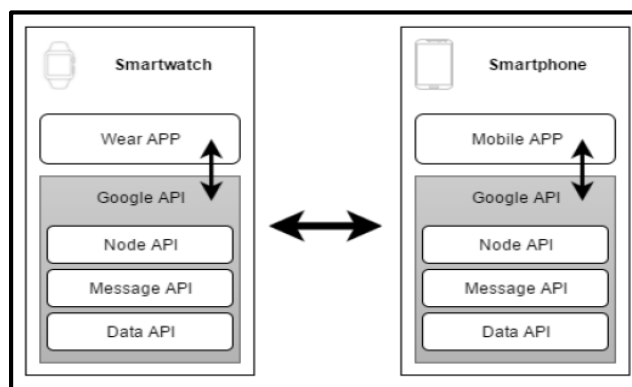 Smartwatch
Wear APP
Google API
Node API
Message API
Data API
Smartphone
Mobile APP
Google API
Node API
Message API
Data API